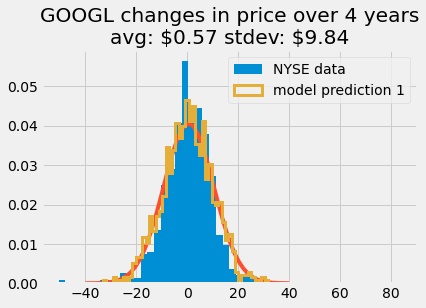 GOOGL changes in price over 4 years
avg: $0.57 stdev: $9.84
NYSE data
model prediction 1
0.05
0.04
0.03
0.02
0.01
0.00
−40 −20 0 20 40 60 80